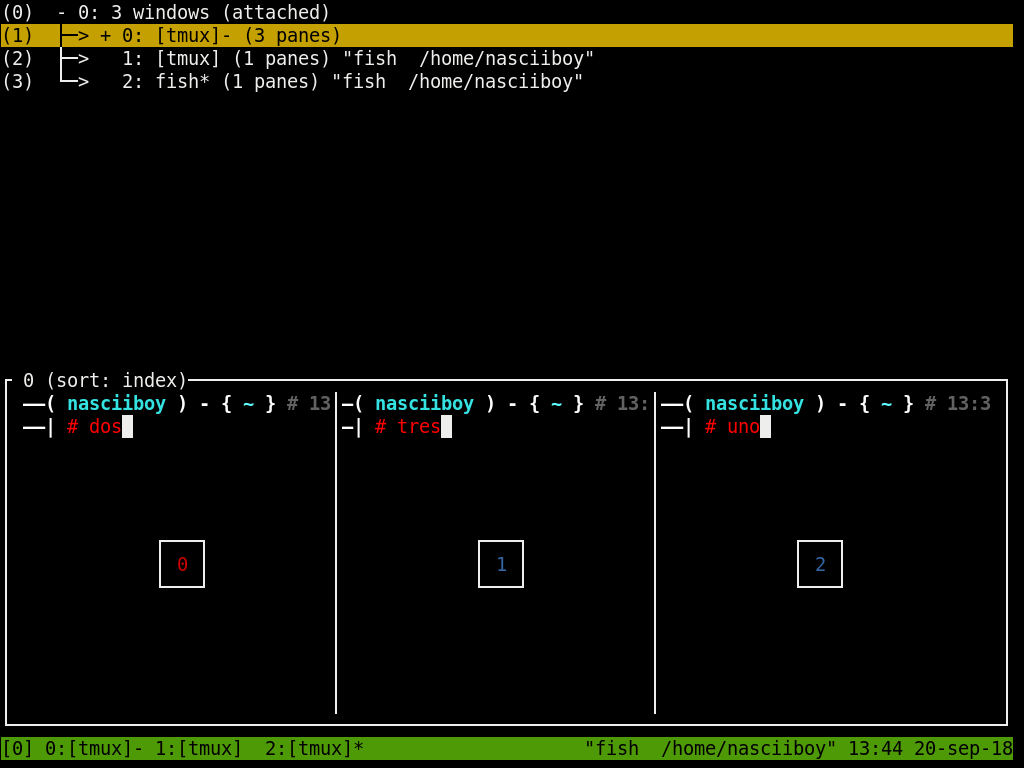 (0)  - 0: 3 windows (attached)
(1)  ├─> + 0: [tmux]- (3 panes)
(2)  ├─>   1: [tmux] (1 panes) "fish  /home/nasciiboy"
(3)  └─>   2: fish* (1 panes) "fish  /home/nasciiboy"
0 (sort: index)
──( nasciiboy ) - { ~ } # 13 │ ─( nasciiboy ) - { ~ } # 13: │ ──( nasciiboy ) - { ~ } # 13:3
──| # dos │ ─| # tres │ ──| # uno
0 1 2
[0] 0:[tmux]- 1:[tmux]  2:[tmux]* "fish  /home/nasciiboy" 13:44 20-sep-18